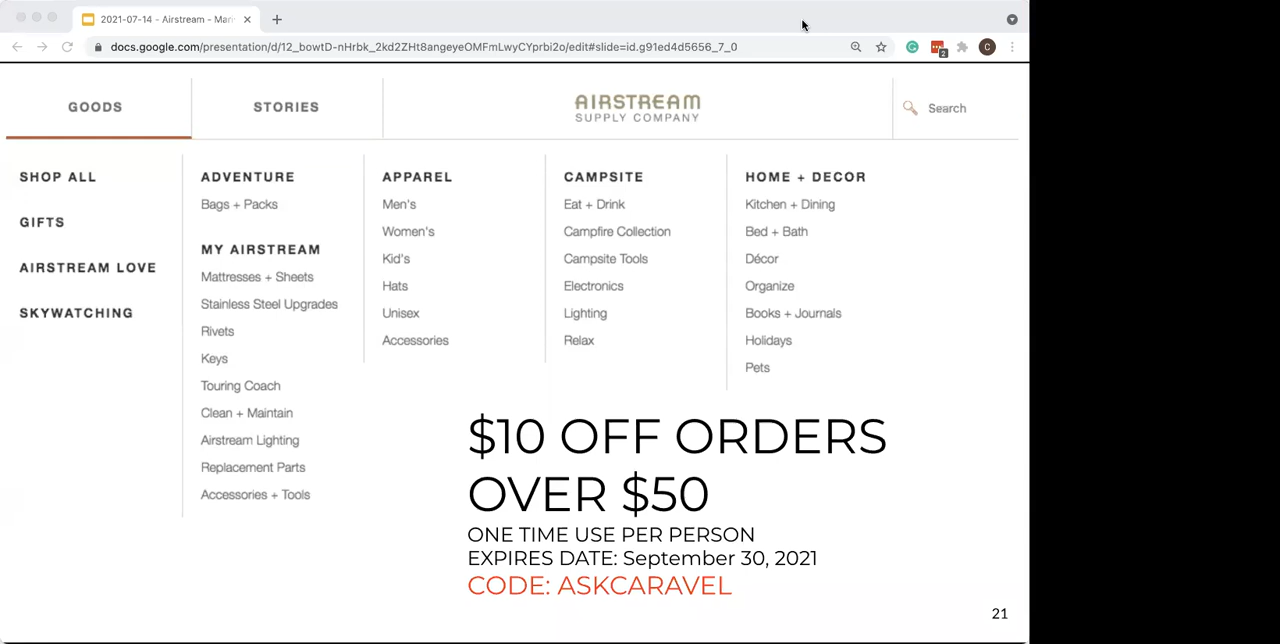 2021-07-14 - Airstream - Mar
docs.google.com/presentation/d/12_bowtD-nHrbk_2kd2ZHt8angeyeOMFmLwyCYprbi2o/edit#slide=id.g91ed4d5656_7_0
2
C
GOODS
STORIES
AIRSTREAM
SUPPLY COMPANY
Search
SHOP ALL
GIFTS
AIRSTREAM LOVE
SKYWATCHING
ADVENTURE
Bags + Packs
MY AIRSTREAM
Mattresses + Sheets
Stainless Steel Upgrades
Rivets
Keys
Touring Coach
Clean + Maintain
Airstream Lighting
Replacement Parts
Accessories + Tools
APPAREL
Men's
Women's
Kid's
Hats
Unisex
Accessories
CAMPSITE
Eat + Drink
Campfire Collection
Campsite Tools
Electronics
Lighting
Relax
HOME + DECOR
Kitchen + Dining
Bed + Bath
Décor
Organize
Books + Journals
Holidays
Pets
$10 OFF ORDERS
OVER $50
ONE TIME USE PER PERSON
EXPIRES DATE: September 30, 2021
CODE: ASKCARAVEL
21